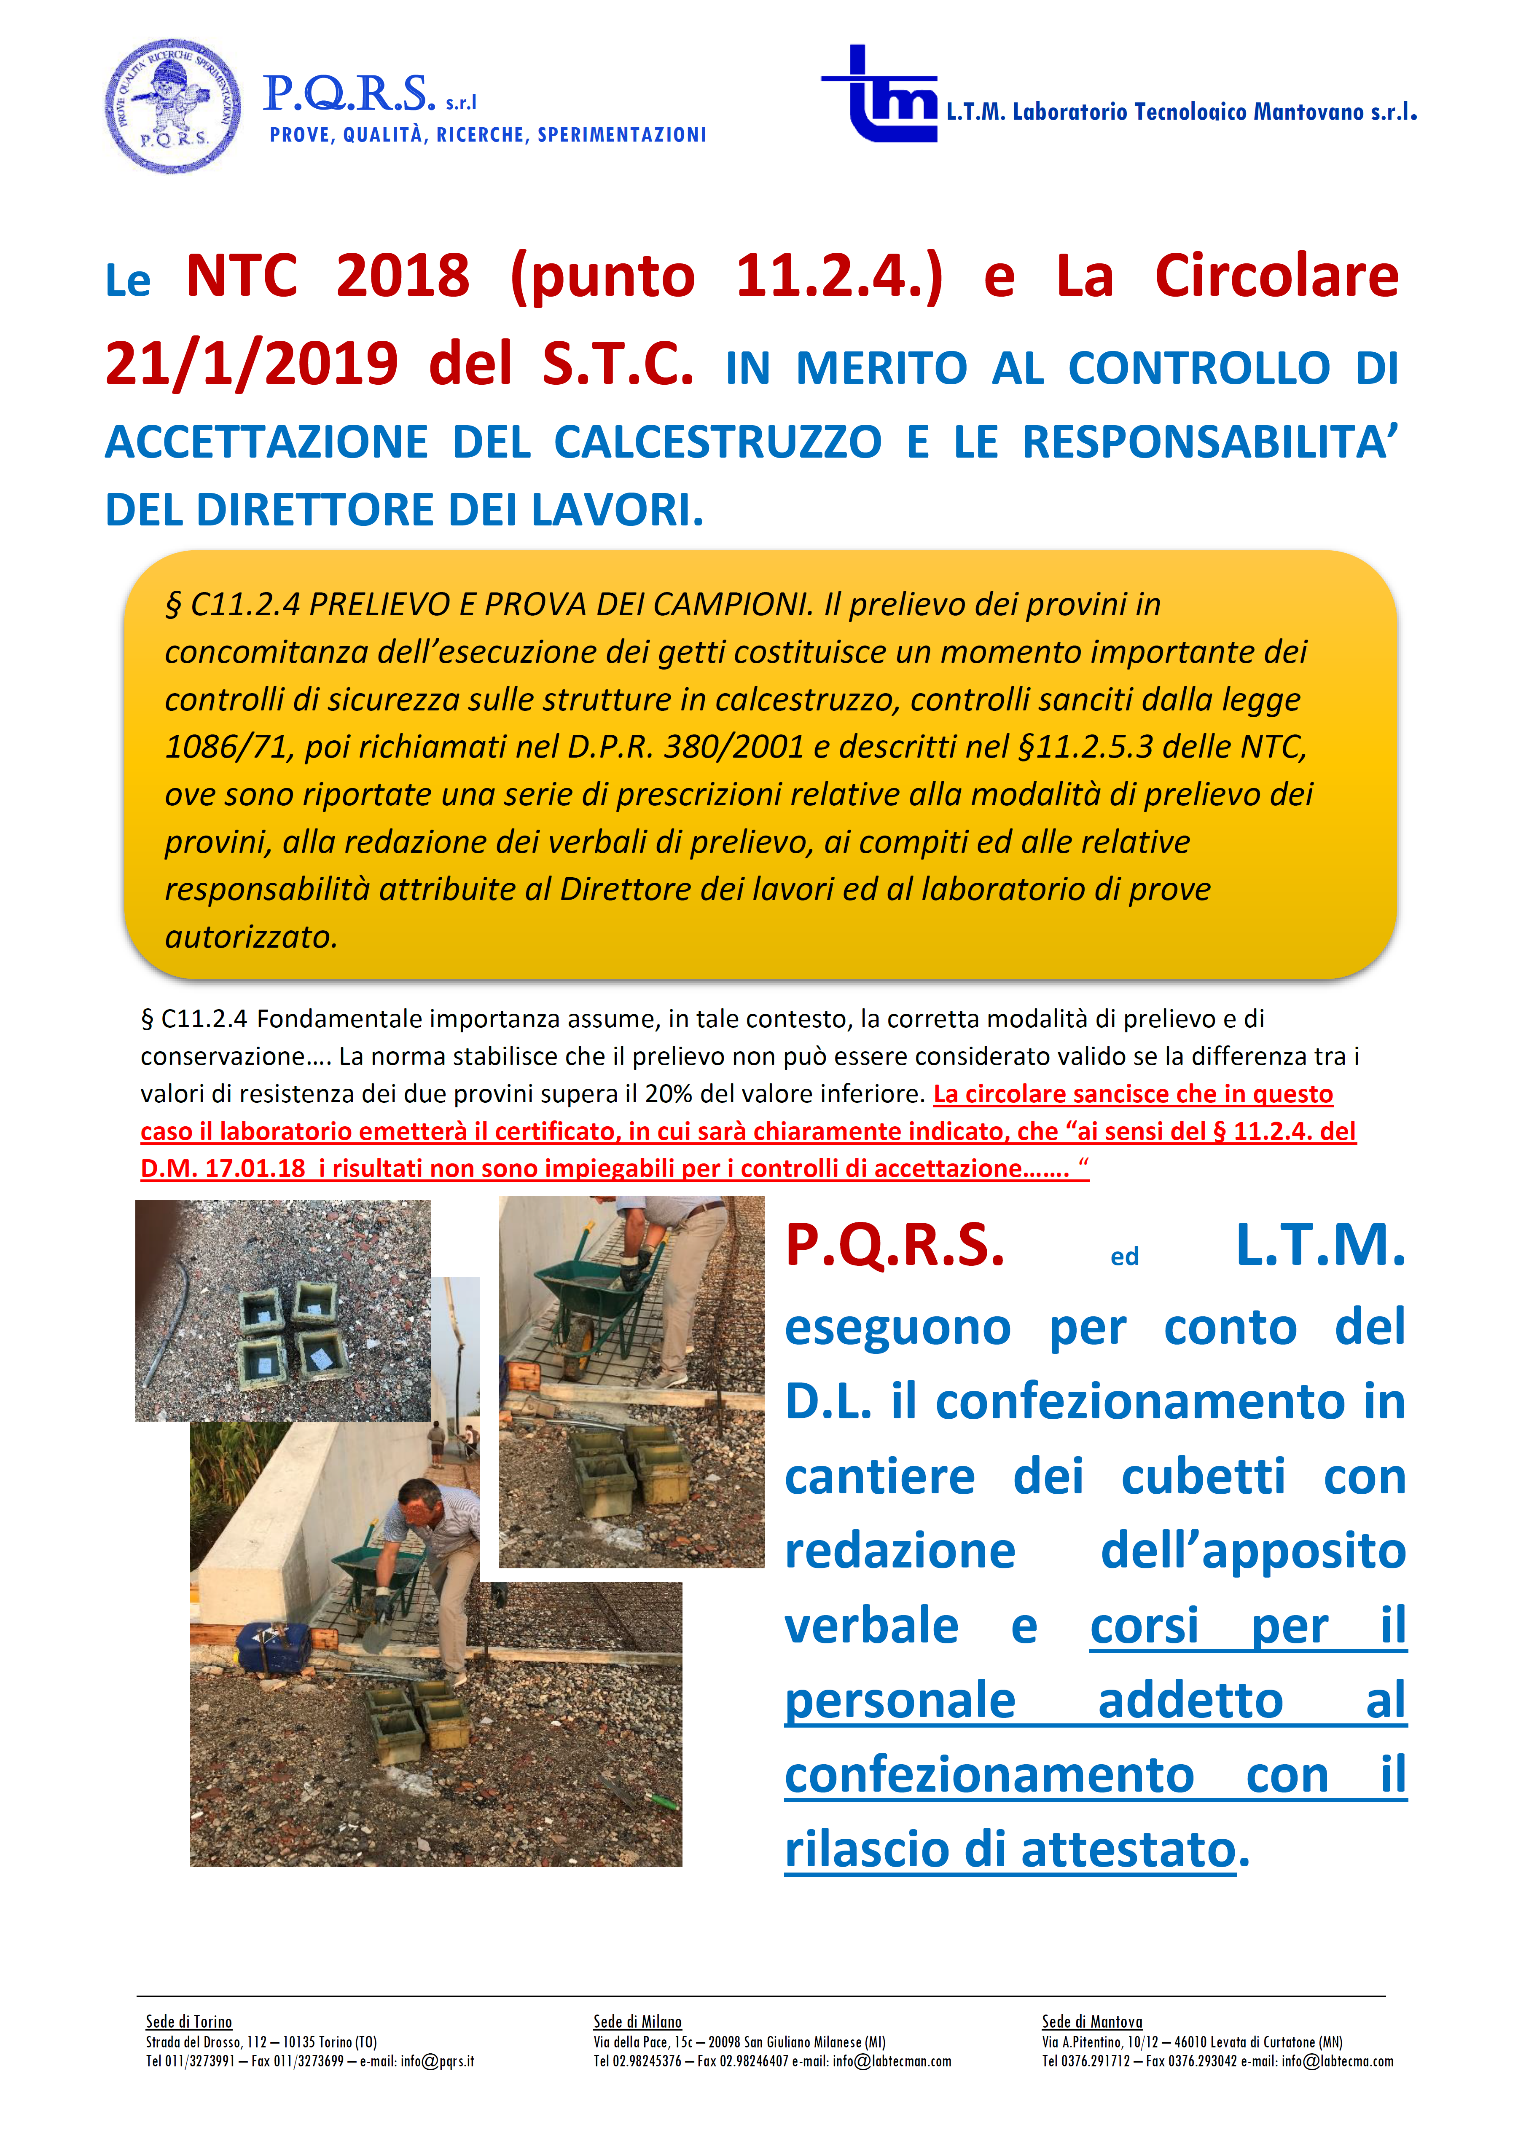 PROVE QUALITA' RICERCHE SPERIMENTAZIONI
P.Q.R.S.
P.Q.R.S. s.r.l
PROVE, QUALITÀ, RICERCHE, SPERIMENTAZIONI
ltm
L.T.M. Laboratorio Tecnologico Mantovano s.r.l.
Le NTC 2018 (punto 11.2.4.) e La Circolare
21/1/2019 del S.T.C. IN MERITO AL CONTROLLO DI
ACCETTAZIONE DEL CALCESTRUZZO E LE RESPONSABILITA’
DEL DIRETTORE DEI LAVORI.
§ C11.2.4 PRELIEVO E PROVA DEI CAMPIONI. Il prelievo dei provini in
concomitanza dell’esecuzione dei getti costituisce un momento importante dei
controlli di sicurezza sulle strutture in calcestruzzo, controlli sanciti dalla legge
1086/71, poi richiamati nel D.P.R. 380/2001 e descritti nel §11.2.5.3 delle NTC,
ove sono riportate una serie di prescrizioni relative alla modalità di prelievo dei
provini, alla redazione dei verbali di prelievo, ai compiti ed alle relative
responsabilità attribuite al Direttore dei lavori ed al laboratorio di prove
autorizzato.
§ C11.2.4 Fondamentale importanza assume, in tale contesto, la corretta modalità di prelievo e di
conservazione…. La norma stabilisce che il prelievo non può essere considerato valido se la differenza tra i
valori di resistenza dei due provini supera il 20% del valore inferiore. La circolare sancisce che in questo
caso il laboratorio emetterà il certificato, in cui sarà chiaramente indicato, che “ai sensi del § 11.2.4. del
D.M. 17.01.18 i risultati non sono impiegabili per i controlli di accettazione……. “
P.Q.R.S. ed L.T.M.
eseguono per conto del
D.L. il confezionamento in
cantiere dei cubetti con
redazione dell’apposito
verbale e corsi per il
personale addetto al
confezionamento con il
rilascio di attestato.
Sede di Torino
Strada del Drosso, 112 – 10135 Torino (TO)
Tel 011/3273991 – Fax 011/3273699 – e-mail: info@pqrs.it
Sede di Milano
Via della Pace, 15c – 20098 San Giuliano Milanese (MI)
Tel 02.98245376 – Fax 02.98246407 e-mail: info@labtecman.com
Sede di Mantova
Via A.Pitentino, 10/12 – 46010 Levata di Curtatone (MN)
Tel 0376.291712 – Fax 0376.293042 e-mail: info@labtecma.com